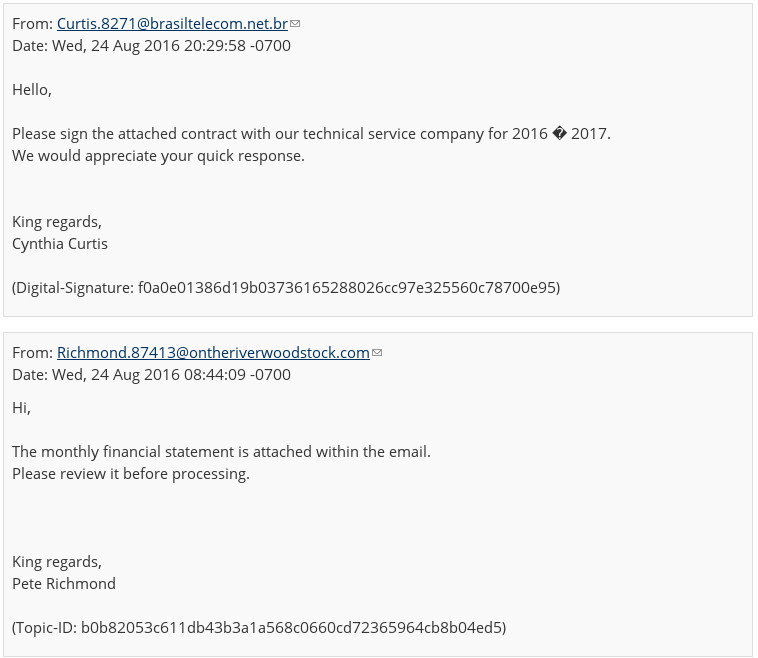 From: Curtis.8271@brasiltelecom.net.br
Date: Wed, 24 Aug 2016 20:29:58 -0700
Hello,
Please sign the attached contract with our technical service company for 2016 � 2017.
We would appreciate your quick response.
King regards,
Cynthia Curtis
(Digital-Signature: f0a0e01386d19b03736165288026cc97e325560c78700e95)
From: Richmond.87413@ontheriverwoodstock.com
Date: Wed, 24 Aug 2016 08:44:09 -0700
Hi,
The monthly financial statement is attached within the email.
Please review it before processing.
King regards,
Pete Richmond
(Topic-ID: b0b82053c611db43b3a1a568c0660cd72365964cb8b04ed5)